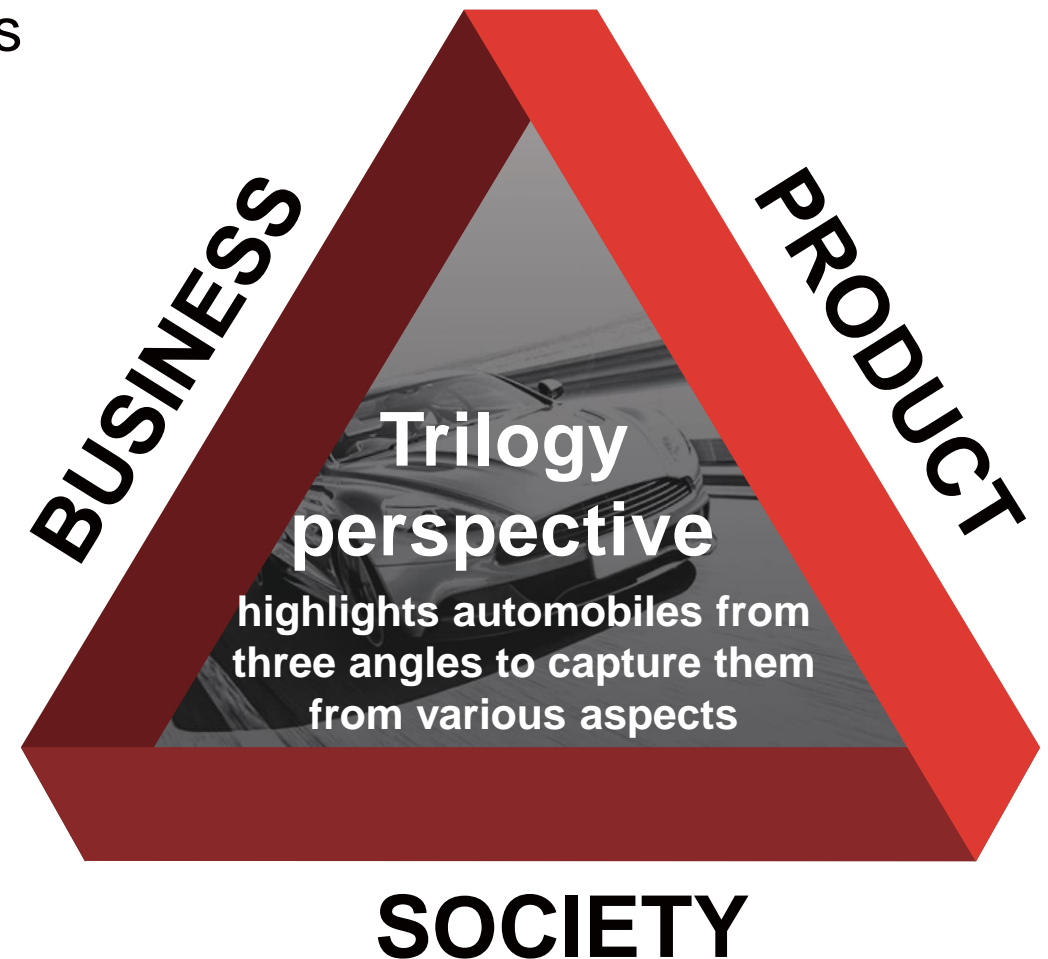 s
BUSINESS
PRODUCT
Trilogy
perspective
highlights automobiles from
three angles to capture them
from various aspects
SOCIETY